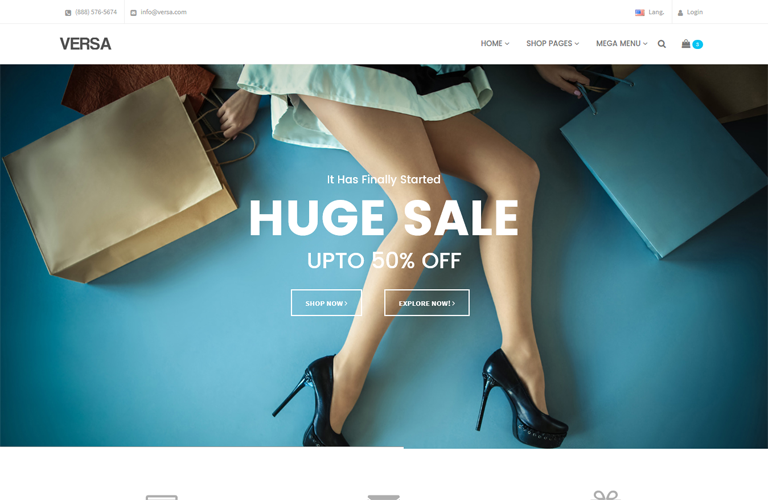 (888) 576-5674
info@versa.com
Lang.
Login
VERSA
HOME
SHOP PAGES
MEGA MENU
It Has Finally Started
HUGE SALE
UPTO 50% OFF
SHOP NOW
EXPLORE NOW!